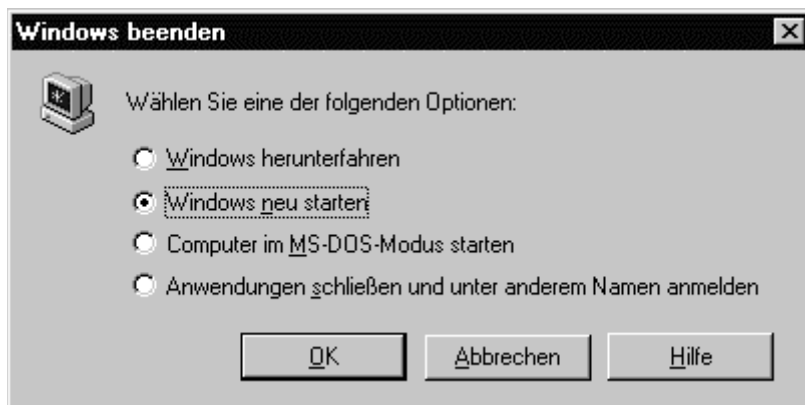 Windows beenden
Wählen Sie eine der folgenden Optionen:
Windows herunterfahren
Windows neu starten
Computer im MS-DOS-Modus starten
Anwendungen schließen und unter anderem Namen anmelden
OK Abbrechen Hilfe